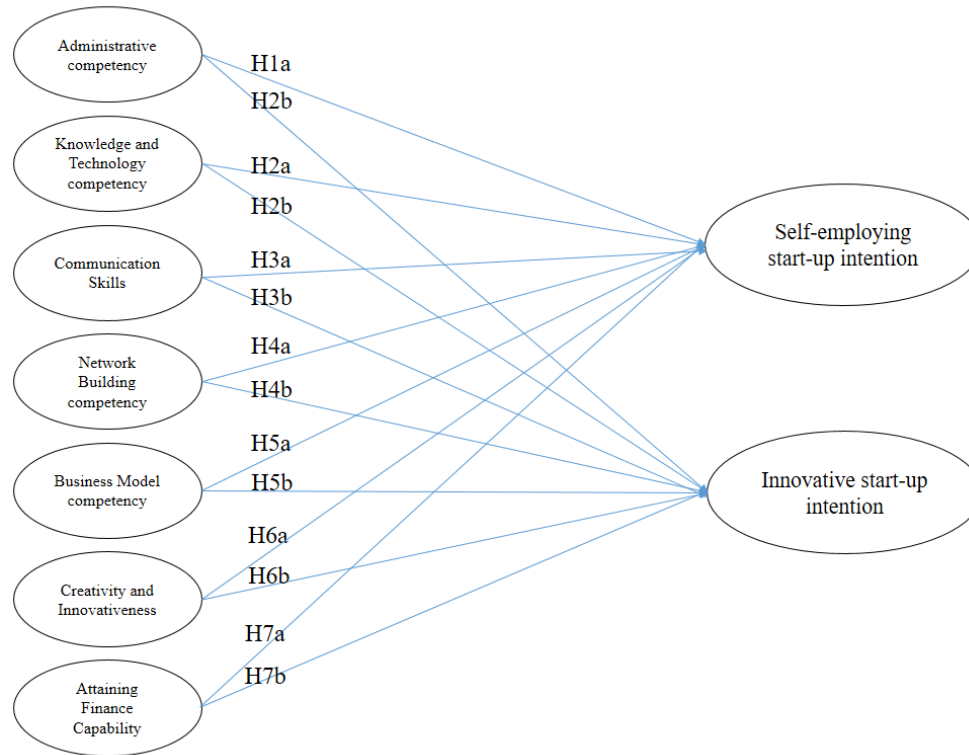 Administrative
competency
H1a
H2b
Knowledge and
Technology
competency
H2a
H2b
Self-employing
start-up intention
Communication
Skills
H3a
H3b
Network
Building
competency
H4a
H4b
Business Model
competency
H5a
H5b
Innovative start-up
intention
Creativity and
Innovativeness
H6a
H6b
Attaining
Finance
Capability
H7a
H7b